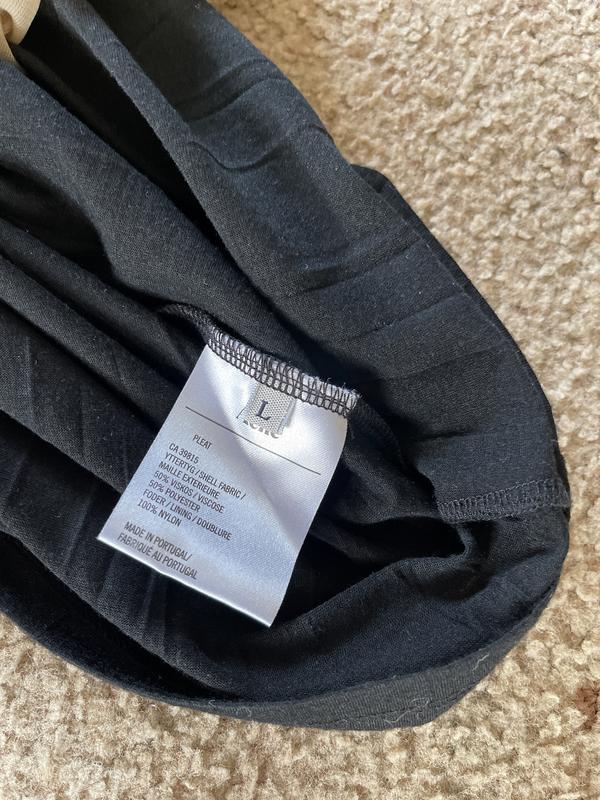 L
Acne
PLEAT
CA 39815
YTTERTYG / SHELL FABRIC /
MAILLE EXTERIEURE
50% VISKOS / VISCOSE
50% POLYESTER
FODER / LINING / DOUBLURE
100% NYLON
MADE IN PORTUGAL/
FABRIQUÉ AU PORTUGAL